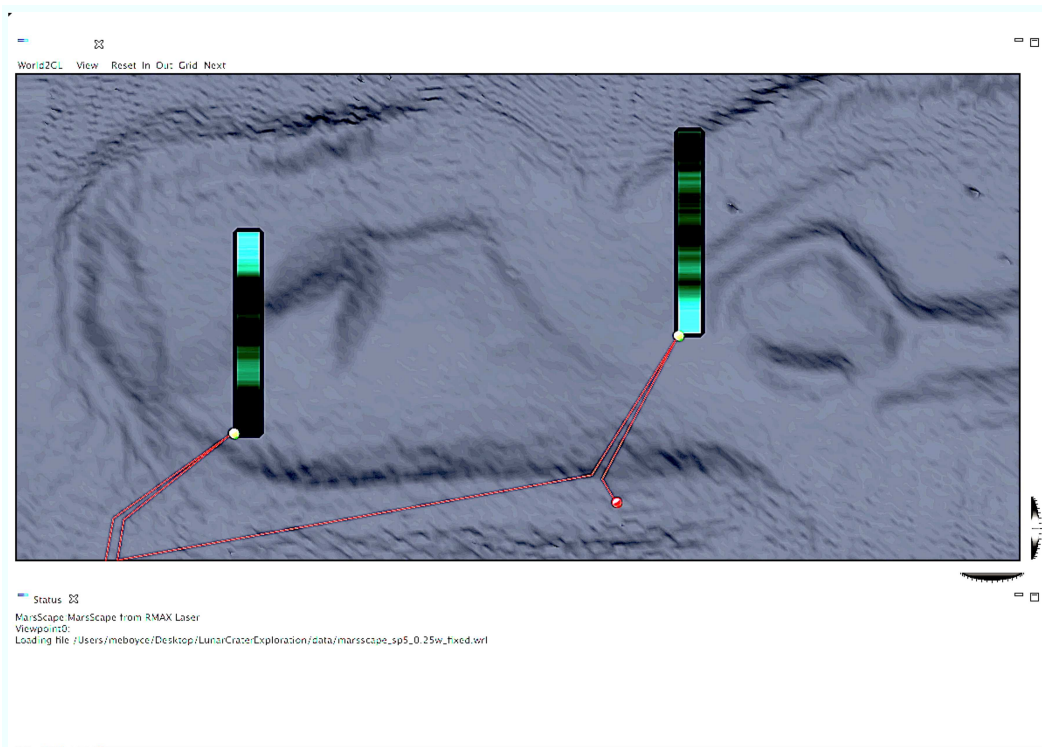 World2CL View Reset In Out Grid Next
Status
MarsScape:MarsScape from RMAX Laser
Viewpoint0:
Loading file /Users/meboyce/Desktop/LunarCraterExploration/data/marsscape_sp5_0.25w_fixed.wrl